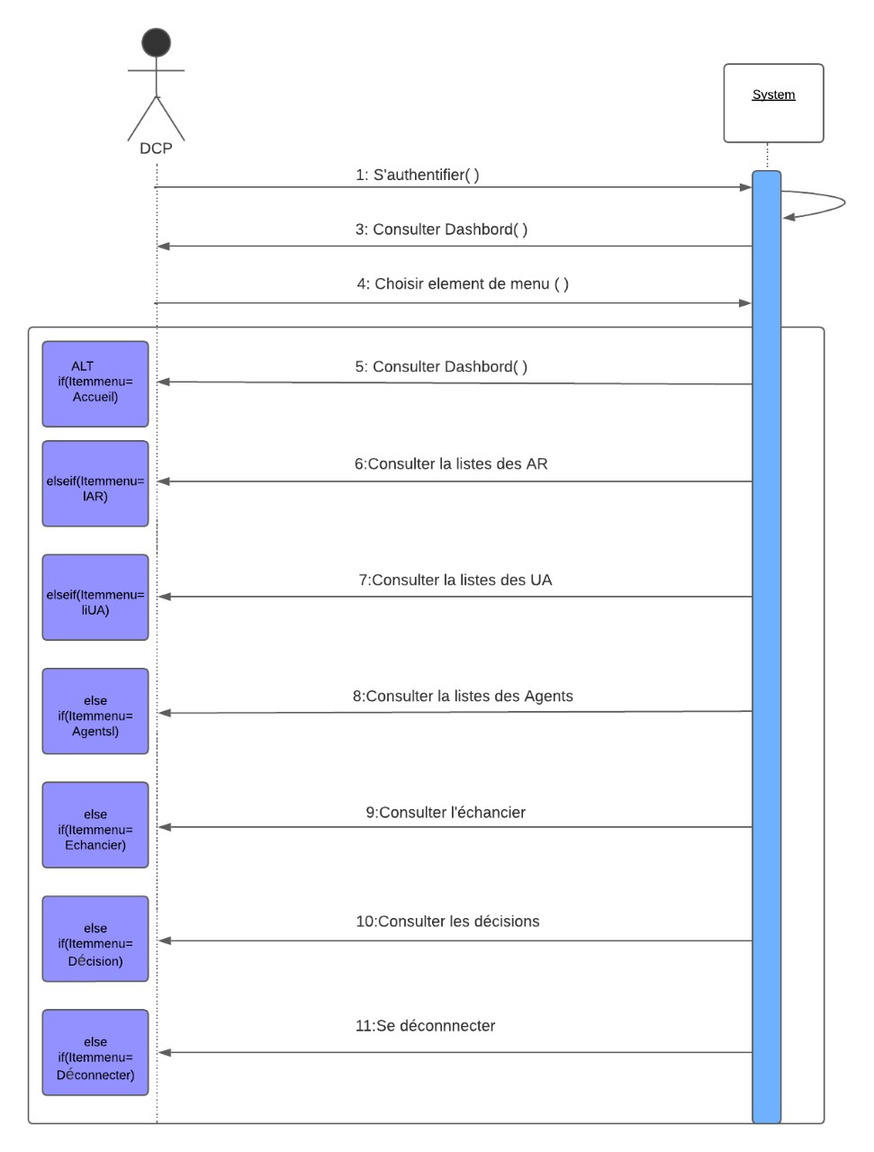 System
DCP
1: S'authentifier( )
3: Consulter Dashbord( )
4: Choisir element de menu ( )
ALT
if(Itemmenu=
Accueil)
5: Consulter Dashbord( )
elseif(Itemmenu=
lAR)
6:Consulter la listes des AR
elseif(Itemmenu=
liUA)
7:Consulter la listes des UA
else
if(Itemmenu=
Agentsl)
8:Consulter la listes des Agents
else
if(Itemmenu=
Echancier)
9:Consulter l'échancier
else
if(Itemmenu=
Décision)
10:Consulter les décisions
else
if(Itemmenu=
Déconnecter)
11:Se déconnnecter